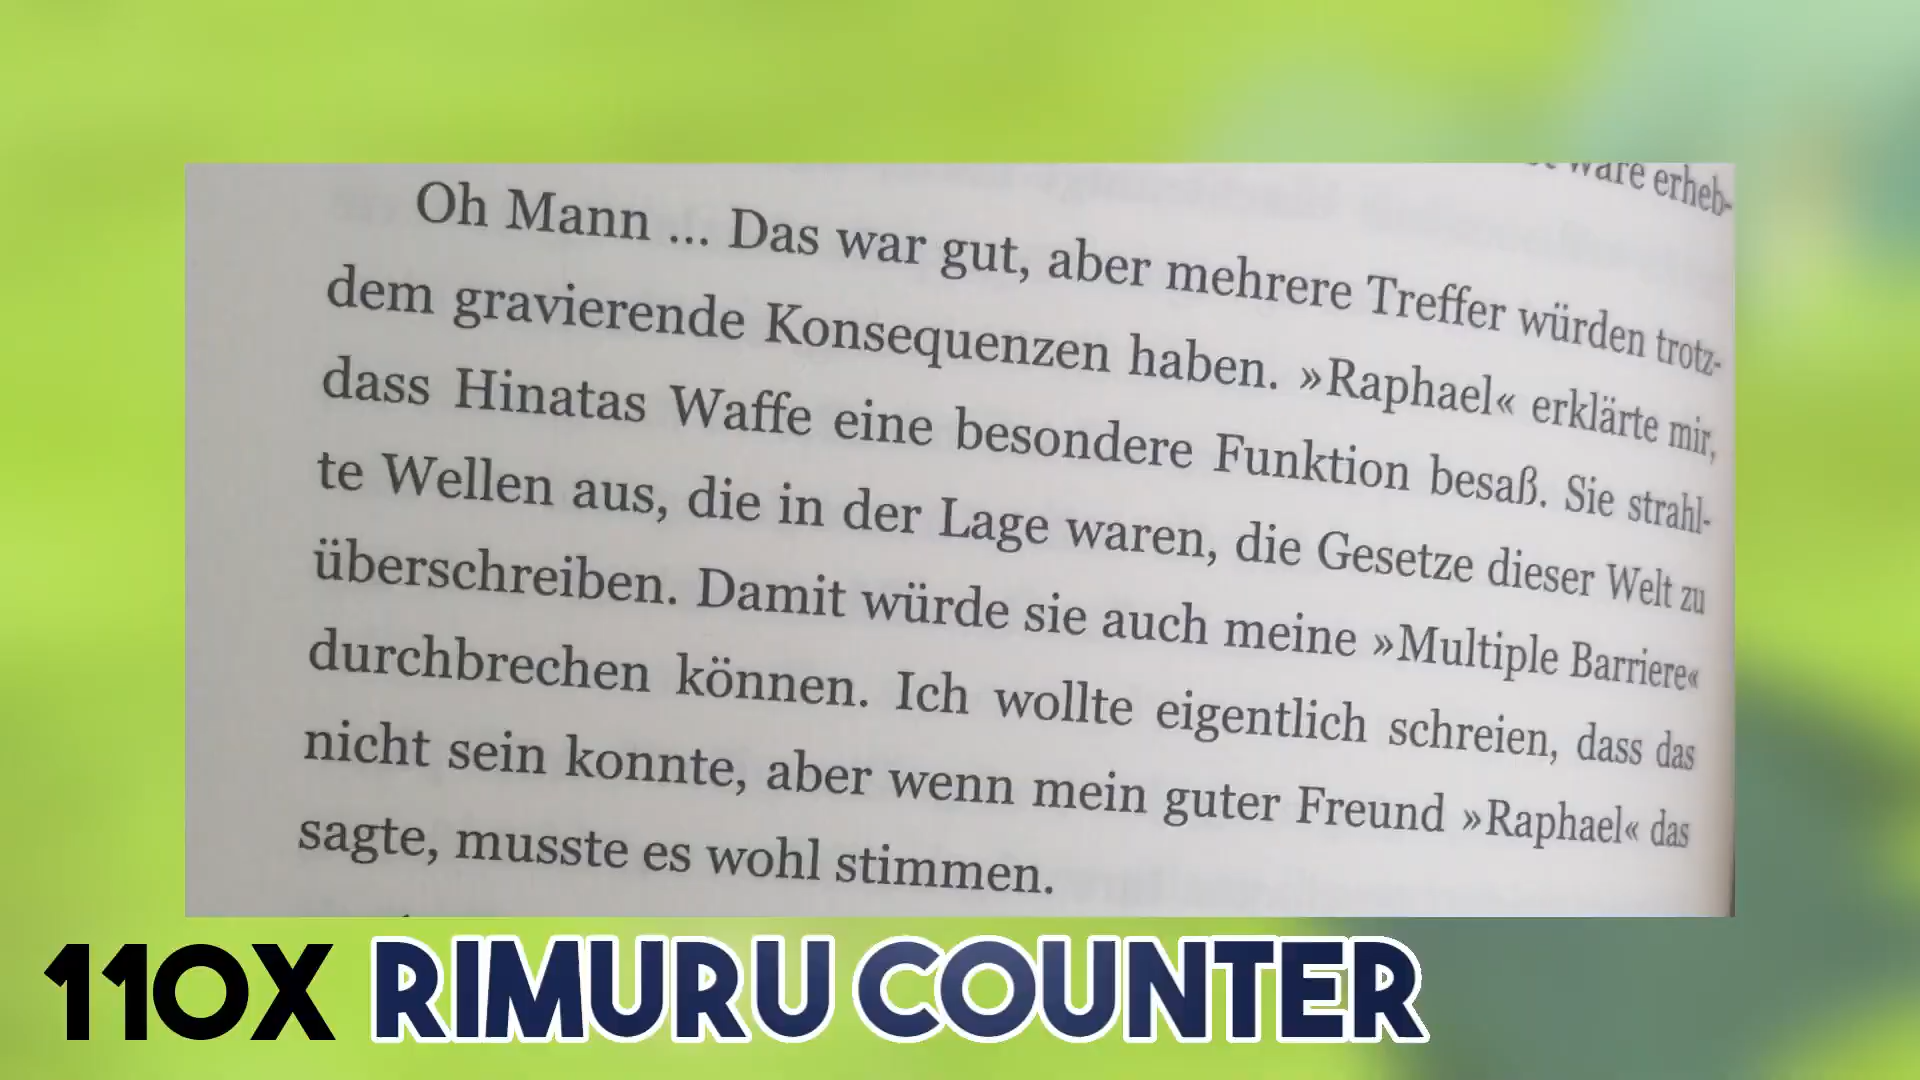 wäre erheb-
Oh Mann ... Das war gut, aber mehrere Treffer würden trotz-
dem gravierende Konsequenzen haben. »Raphael« erklärte mir,
dass Hinatas Waffe eine besondere Funktion besaß. Sie strahl-
te Wellen aus, die in der Lage waren, die Gesetze dieser Welt zu
überschreiben. Damit würde sie auch meine »Multiple Barriere«
durchbrechen können. Ich wollte eigentlich schreien, dass das
nicht sein konnte, aber wenn mein guter Freund »Raphael« das
sagte, musste es wohl stimmen.
110X RIMURU COUNTER